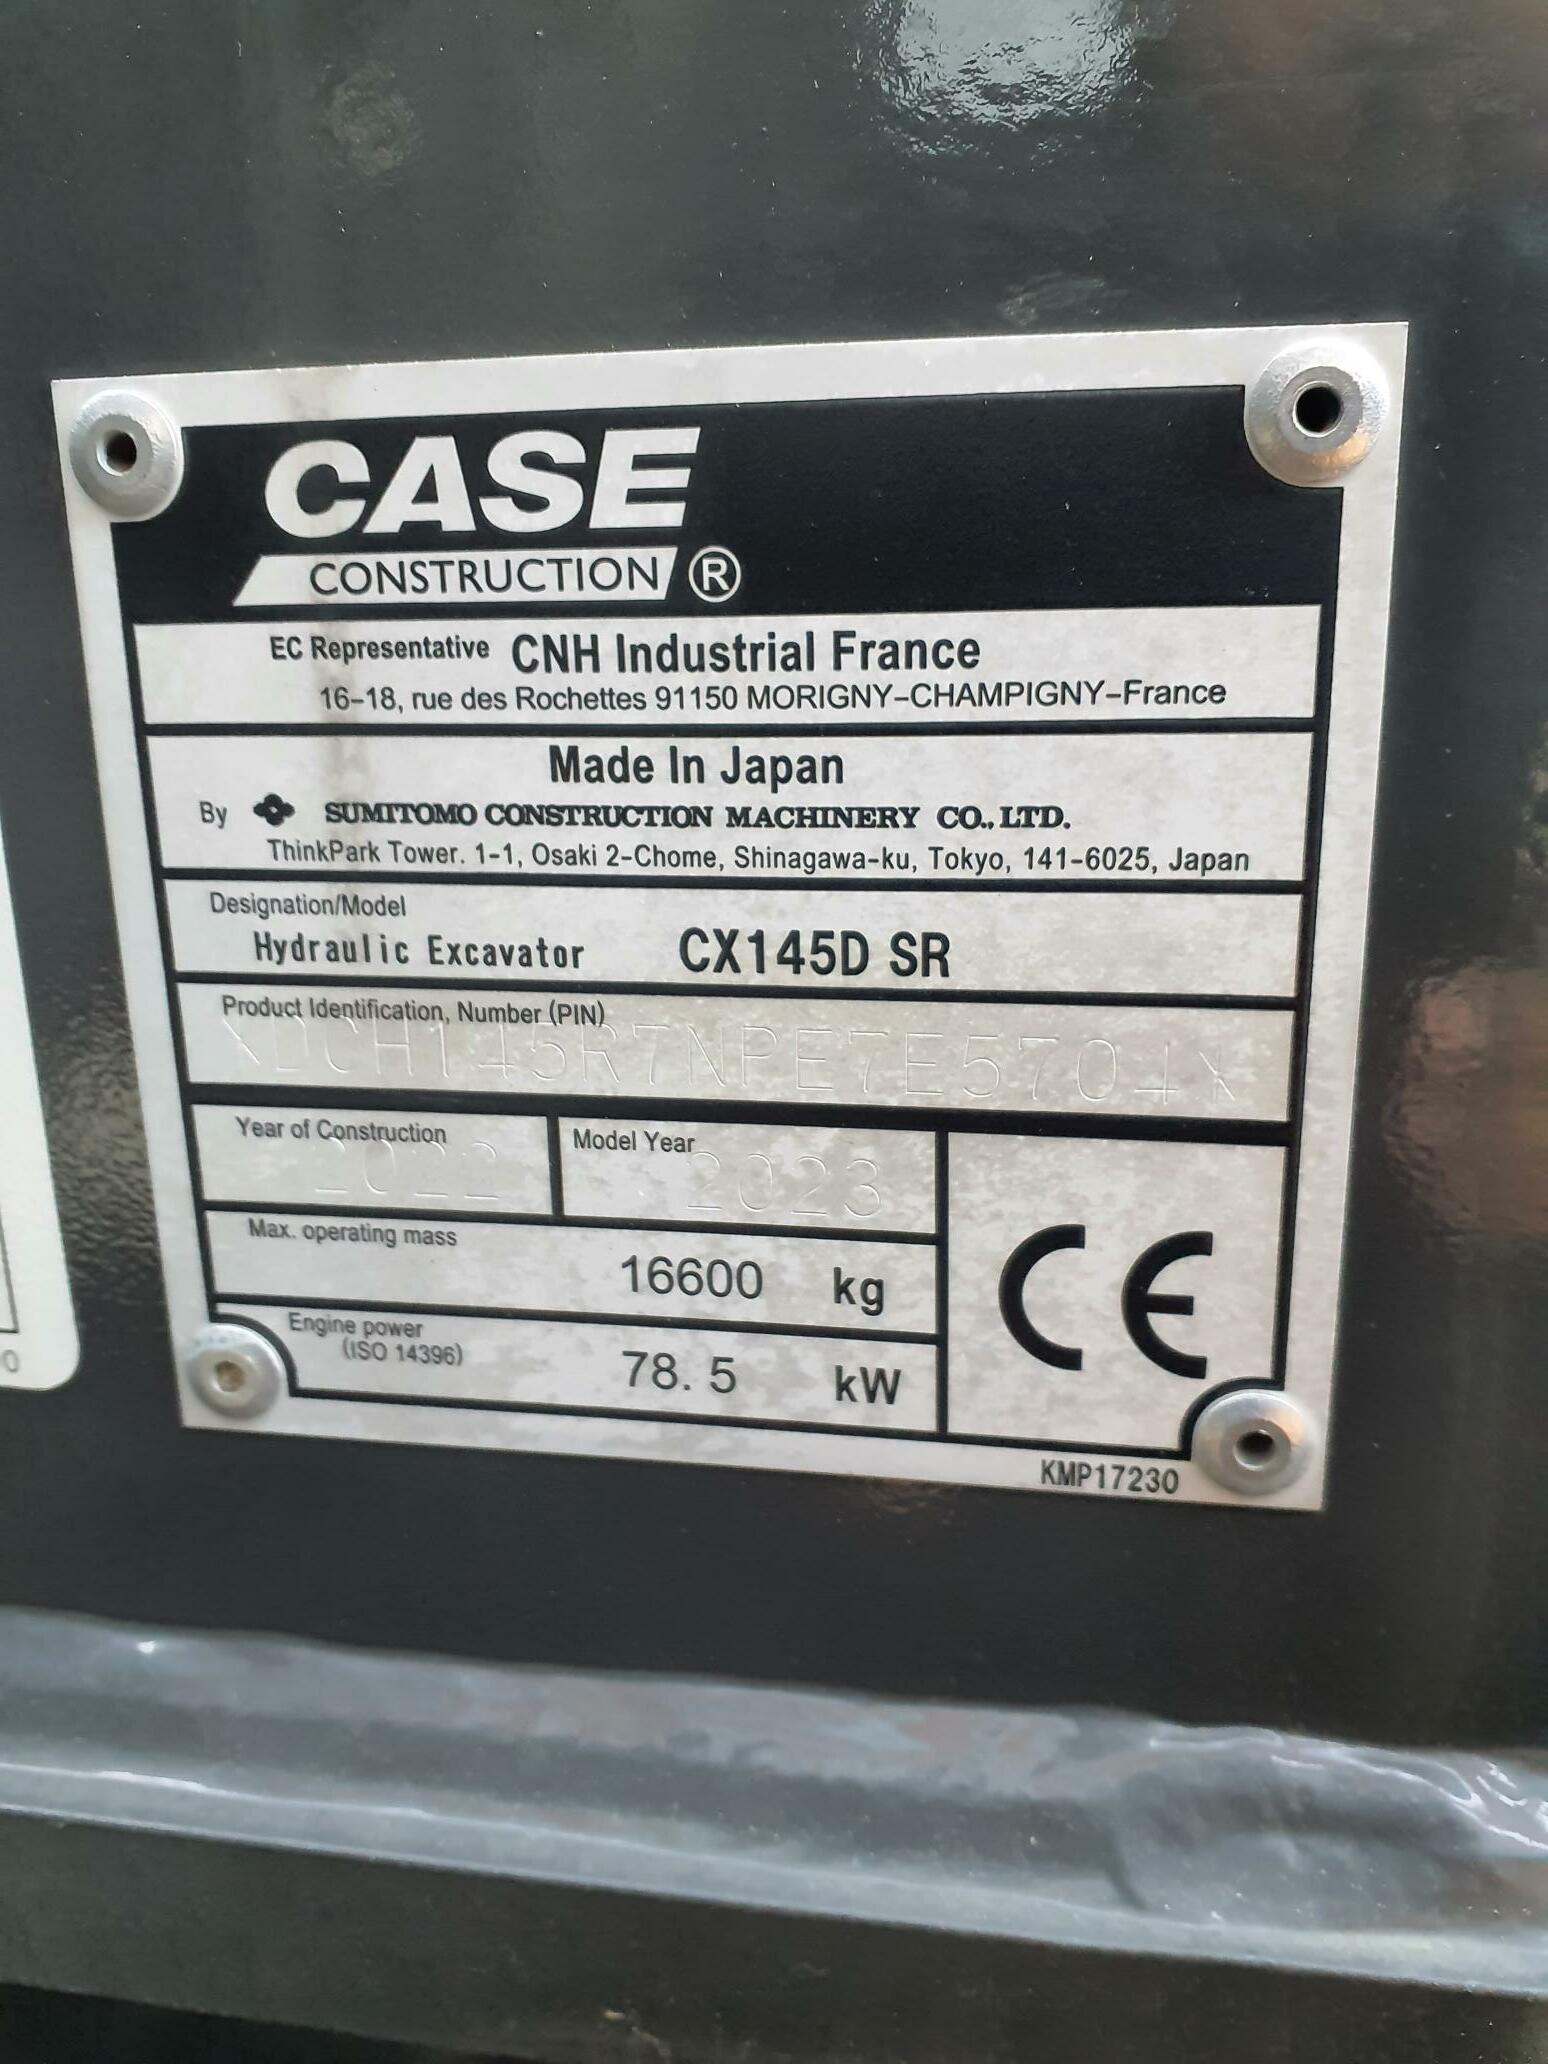 CASE
CONSTRUCTION ®
EC Representative CNH Industrial France
16-18, rue des Rochettes 91150 MORIGNY-CHAMPIGNY-France
Made In Japan
By SUMITOMO CONSTRUCTION MACHINERY CO., LTD.
ThinkPark Tower. 1-1, Osaki 2-Chome, Shinagawa-ku, Tokyo, 141-6025, Japan
Designation/Model
Hydraulic Excavator CX145D SR
Product Identification, Number (PIN)
DCH145R7NPE7E5704
Year of Construction
2022
Model Year
2023
Max. operating mass
16600 kg
Engine power
(ISO 14396)
78.5 kW
CE
KMP17230
0